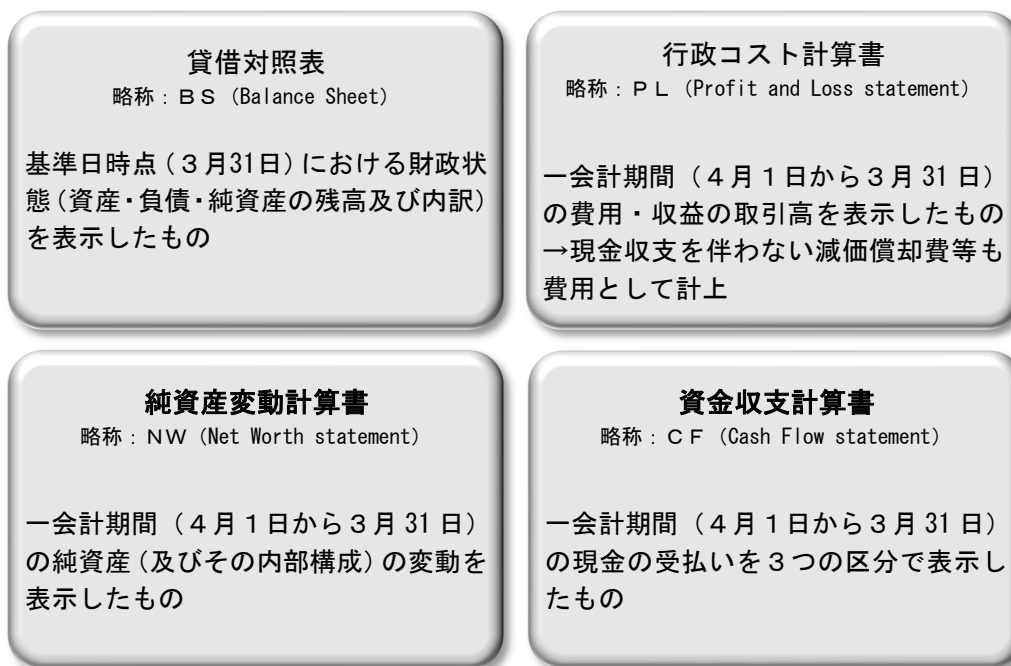 貸借対照表
略称：ＢＳ（Balance Sheet）
基準日時点（３月31日）における財政状
態（資産・負債・純資産の残高及び内訳）
を表示したもの
行政コスト計算書
略称：ＰＬ（Profit and Loss statement）
一会計期間（４月１日から３月 31 日）
の費用・収益の取引高を表示したもの
→現金収支を伴わない減価償却費等も
費用として計上
純資産変動計算書
略称：ＮＷ（Net Worth statement）
一会計期間（４月１日から３月 31 日）
の純資産（及びその内部構成）の変動を
表示したもの
資金収支計算書
略称：ＣＦ（Cash Flow statement）
一会計期間（４月１日から３月 31 日）
の現金の受払いを３つの区分で表示し
たもの